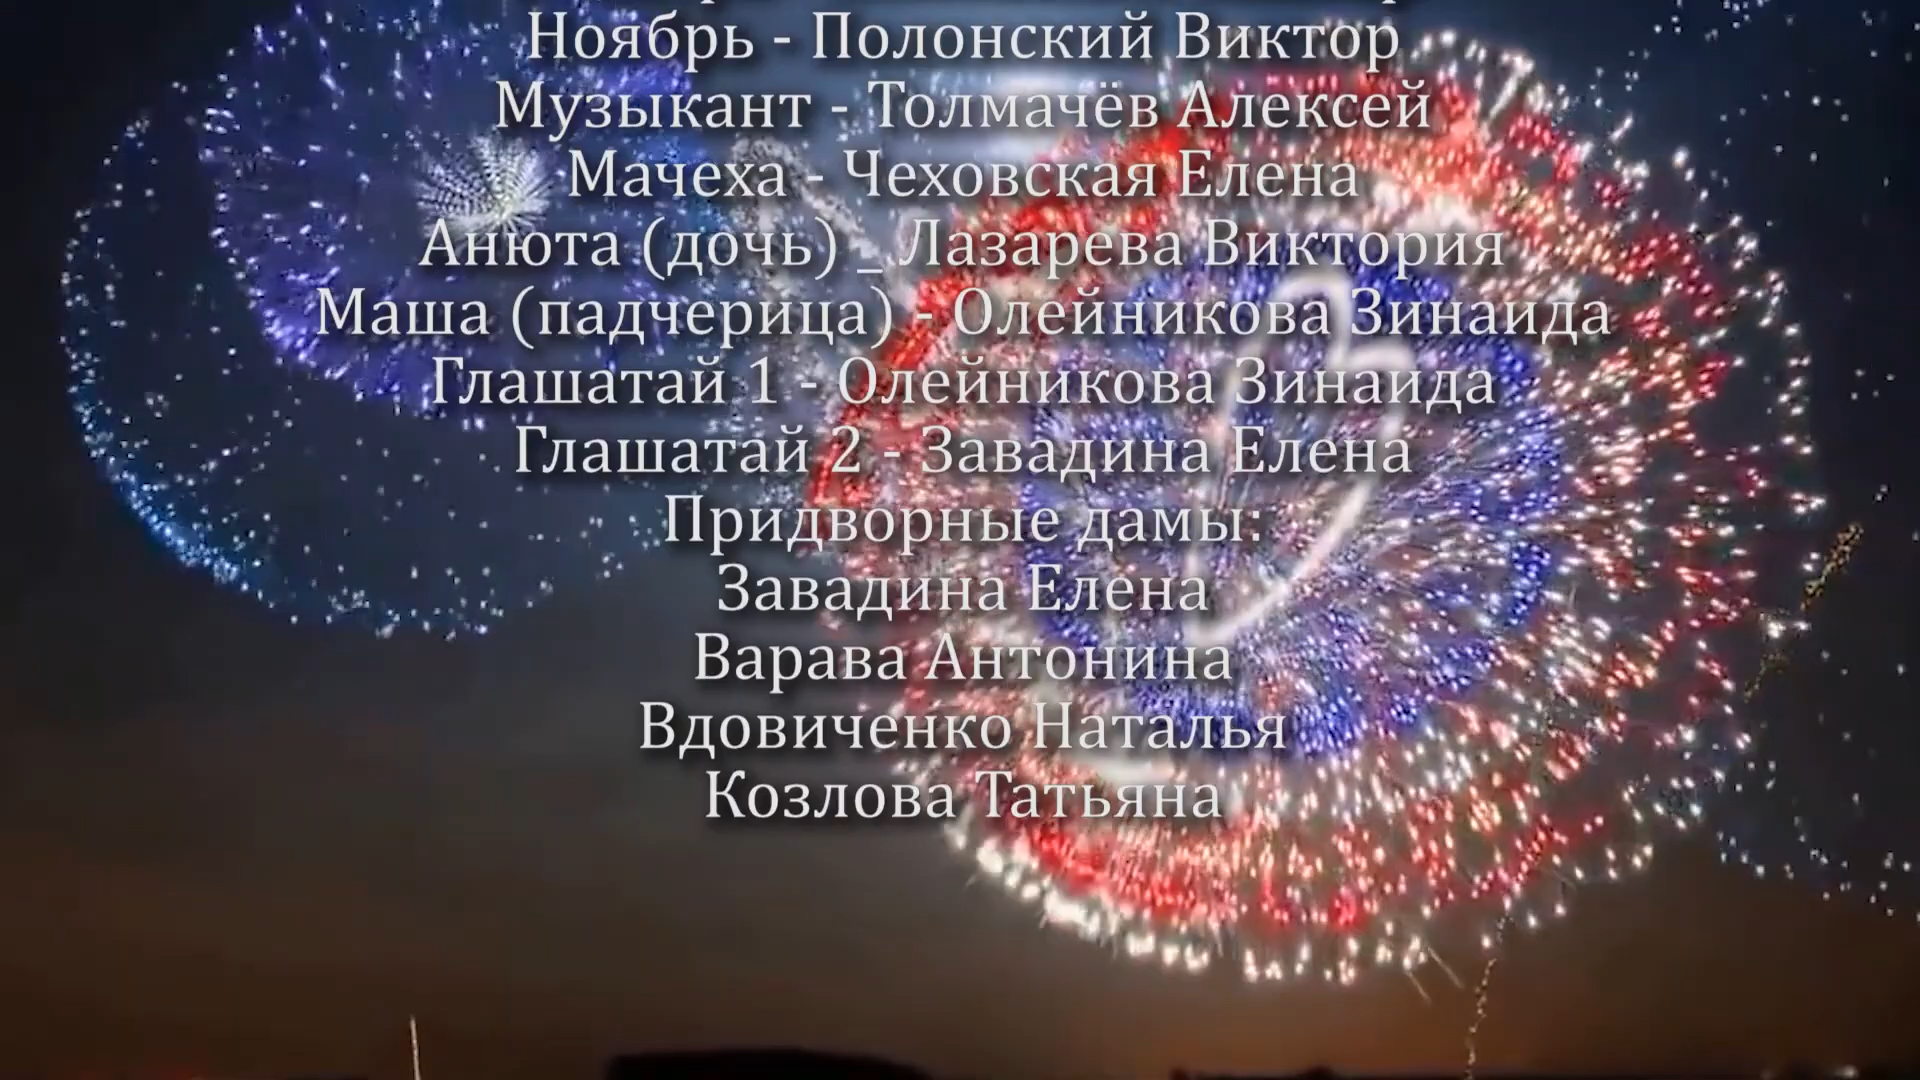 Ноябрь - Полонский Виктор
Музыкант - Толмачёв Алексей
Мачеха - Чеховская Елена
Анюта (дочь) _ Лазарева Виктория
Маша (падчерица) - Олейникова Зинаида
Глашатай 1 - Олейникова Зинаида
Глашатай 2 - Завадина Елена
Придворные дамы:
Завадина Елена
Варава Антонина
Вдовиченко Наталья
Козлова Татьяна